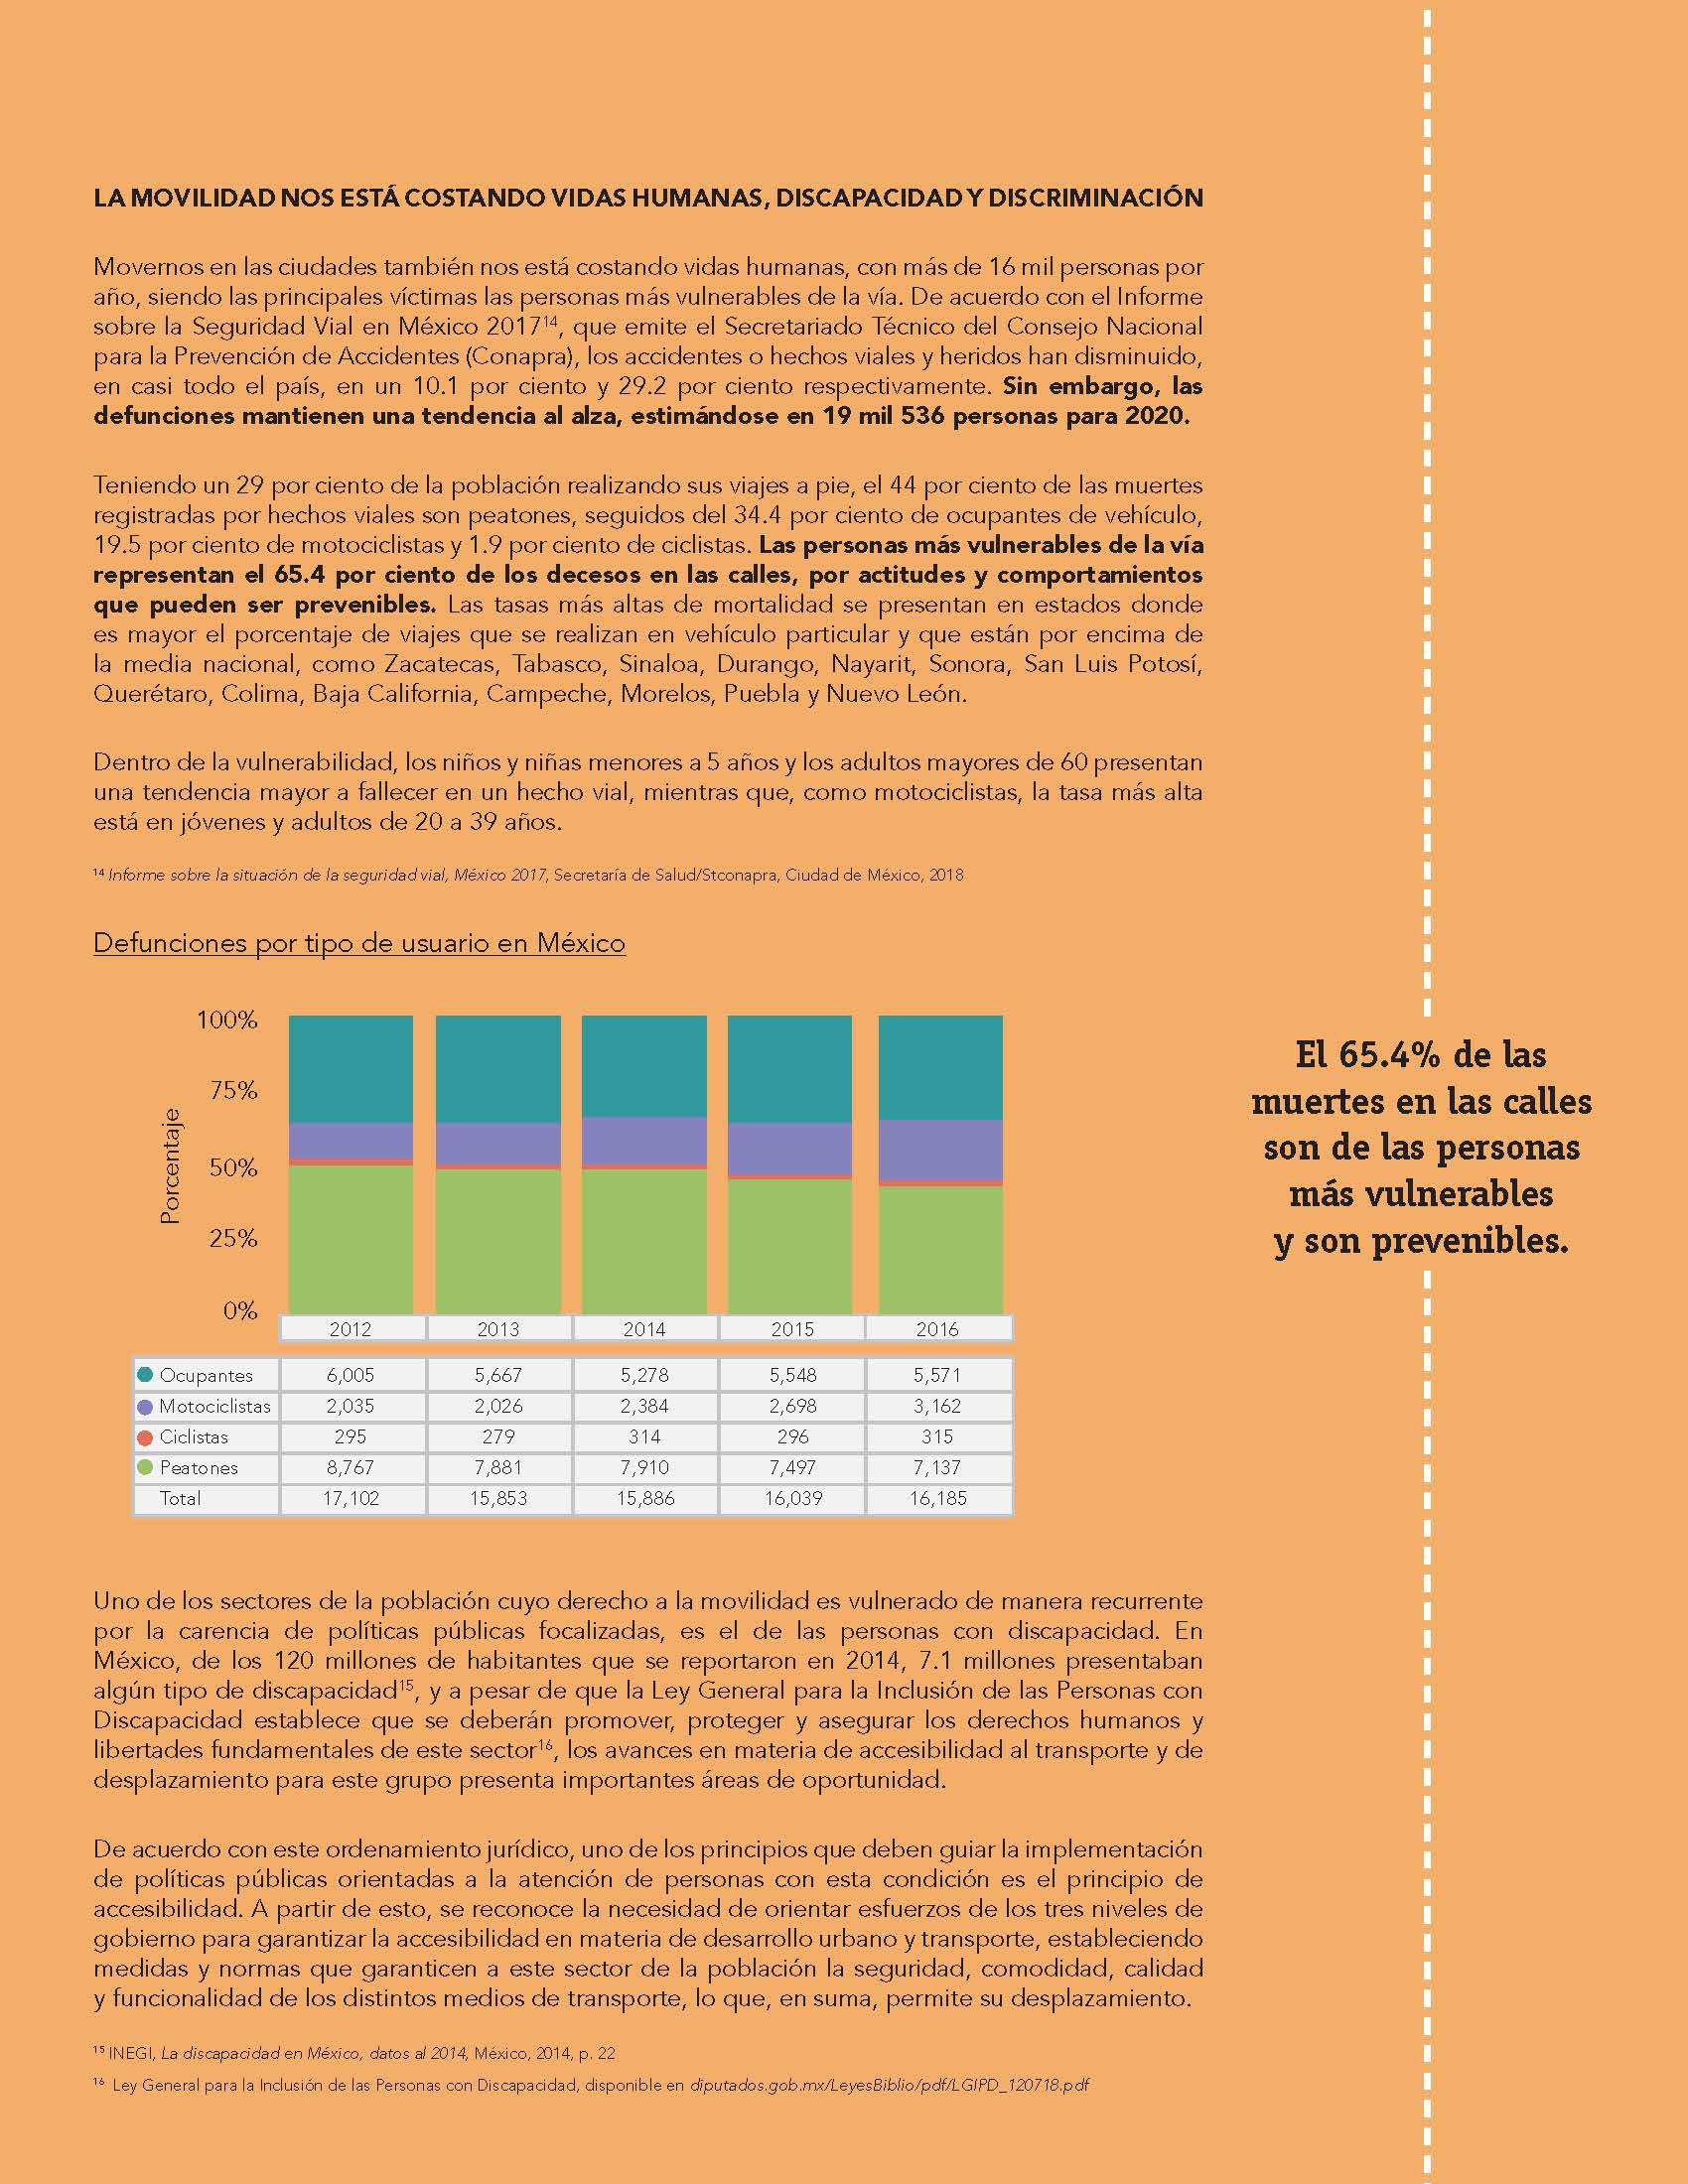 LA MOVILIDAD NOS ESTÁ COSTANDO VIDAS HUMANAS, DISCAPACIDAD Y DISCRIMINACIÓN
Movernos en las ciudades también nos está costando vidas humanas, con más de 16 mil personas por
año, siendo las principales víctimas las personas más vulnerables de la vía. De acuerdo con el Informe
sobre la Seguridad Vial en México 2017¹⁴, que emite el Secretariado Técnico del Consejo Nacional
para la Prevención de Accidentes (Conapra), los accidentes o hechos viales y heridos han disminuido,
en casi todo el país, en un 10.1 por ciento y 29.2 por ciento respectivamente. Sin embargo, las
defunciones mantienen una tendencia al alza, estimándose en 19 mil 536 personas para 2020.
Teniendo un 29 por ciento de la población realizando sus viajes a pie, el 44 por ciento de las muertes
registradas por hechos viales son peatones, seguidos del 34.4 por ciento de ocupantes de vehículo,
19.5 por ciento de motociclistas y 1.9 por ciento de ciclistas. Las personas más vulnerables de la vía
representan el 65.4 por ciento de los decesos en las calles, por actitudes y comportamientos
que pueden ser prevenibles. Las tasas más altas de mortalidad se presentan en estados donde
es mayor el porcentaje de viajes que se realizan en vehículo particular y que están por encima de
la media nacional, como Zacatecas, Tabasco, Sinaloa, Durango, Nayarit, Sonora, San Luis Potosí,
Querétaro, Colima, Baja California, Campeche, Morelos, Puebla y Nuevo León.
Dentro de la vulnerabilidad, los niños y niñas menores a 5 años y los adultos mayores de 60 presentan
una tendencia mayor a fallecer en un hecho vial, mientras que, como motociclistas, la tasa más alta
está en jóvenes y adultos de 20 a 39 años.
¹⁴ Informe sobre la situación de la seguridad vial, México 2017, Secretaría de Salud/Stconapra, Ciudad de México, 2018
Defunciones por tipo de usuario en México
Porcentaje
100%
75%
50%
25%
0%
2012 2013 2014 2015 2016
Ocupantes 6,005 5,667 5,278 5,548 5,571
Motociclistas 2,035 2,026 2,384 2,698 3,162
Ciclistas 295 279 314 296 315
Peatones 8,767 7,881 7,910 7,497 7,137
Total 17,102 15,853 15,886 16,039 16,185
El 65.4% de las
muertes en las calles
son de las personas
más vulnerables
y son prevenibles.
Uno de los sectores de la población cuyo derecho a la movilidad es vulnerado de manera recurrente
por la carencia de políticas públicas focalizadas, es el de las personas con discapacidad. En
México, de los 120 millones de habitantes que se reportaron en 2014, 7.1 millones presentaban
algún tipo de discapacidad¹⁵, y a pesar de que la Ley General para la Inclusión de las Personas con
Discapacidad establece que se deberán promover, proteger y asegurar los derechos humanos y
libertades fundamentales de este sector¹⁶, los avances en materia de accesibilidad al transporte y de
desplazamiento para este grupo presenta importantes áreas de oportunidad.
De acuerdo con este ordenamiento jurídico, uno de los principios que deben guiar la implementación
de políticas públicas orientadas a la atención de personas con esta condición es el principio de
accesibilidad. A partir de esto, se reconoce la necesidad de orientar esfuerzos de los tres niveles de
gobierno para garantizar la accesibilidad en materia de desarrollo urbano y transporte, estableciendo
medidas y normas que garanticen a este sector de la población la seguridad, comodidad, calidad
y funcionalidad de los distintos medios de transporte, lo que, en suma, permite su desplazamiento.
¹⁵ INEGI, La discapacidad en México, datos al 2014, México, 2014, p. 22
¹⁶ Ley General para la Inclusión de las Personas con Discapacidad, disponible en diputados.gob.mx/LeyesBiblio/pdf/LGIPD_120718.pdf